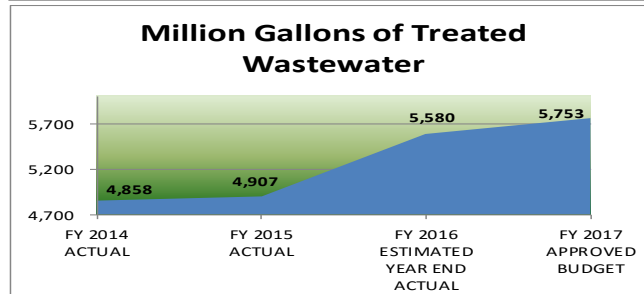 Million Gallons of Treated
Wastewater
5,700
5,200
4,700
4,858
4,907
5,580
5,753
FY 2014
ACTUAL
FY 2015
ACTUAL
FY 2016
ESTIMATED
YEAR END
ACTUAL
FY 2017
APPROVED
BUDGET